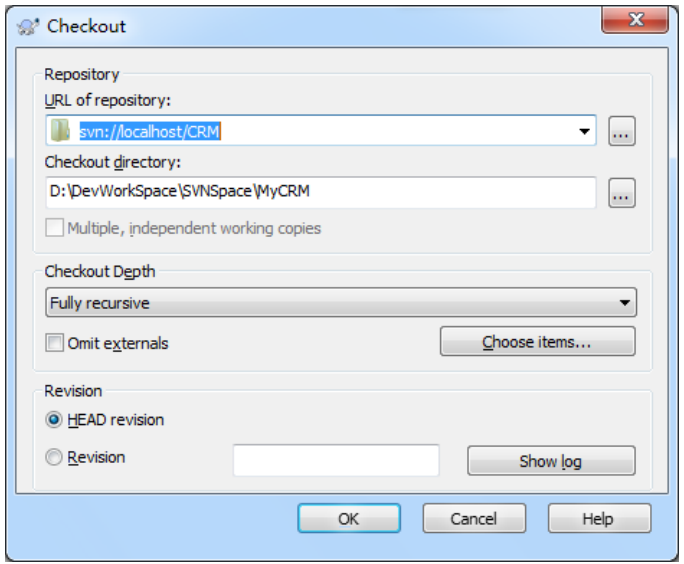 Checkout
Repository
URL of repository:
svn://localhost/CRM
...
Checkout directory:
D:\DevWorkSpace\SVNSpace\MyCRM
...
Multiple, independent working copies
Checkout Depth
Fully recursive
Omit externals
Choose items...
Revision
HEAD revision
Revision
Show log
OK
Cancel
Help